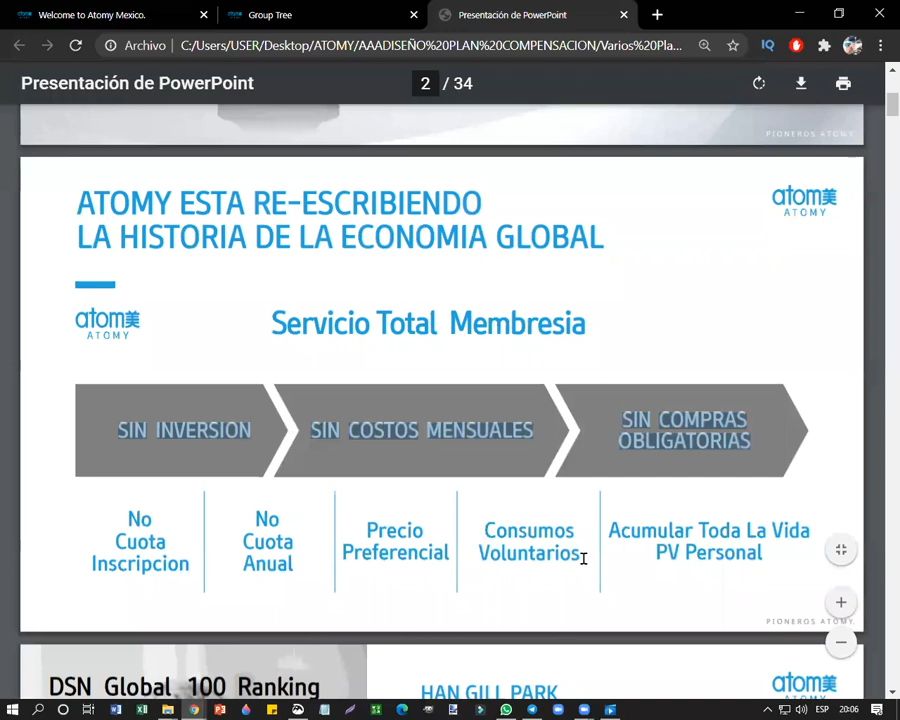 Welcome to Atomy Mexico.
Group Tree
Presentación de PowerPoint
Archivo
C:/Users/USER/Desktop/ATOMY/AAADISEÑO%20PLAN%20COMPENSACION/Varios%20Pla...
IQ
Presentación de PowerPoint
2 / 34
PIONEROS ATOMY.
ATOMY ESTA RE-ESCRIBIENDO
LA HISTORIA DE LA ECONOMIA GLOBAL
atom美
ATOMY
atom美
ATOMY
Servicio Total Membresia
SIN INVERSION
SIN COSTOS MENSUALES
SIN COMPRAS
OBLIGATORIAS
No
Cuota
Inscripcion
No
Cuota
Anual
Precio
Preferencial
Consumos
Voluntarios
Acumular Toda La Vida
PV Personal
PIONEROS ATOMY.
DSN Global 100 Ranking
HAN GILL PARK
atom美
ESP
20:06